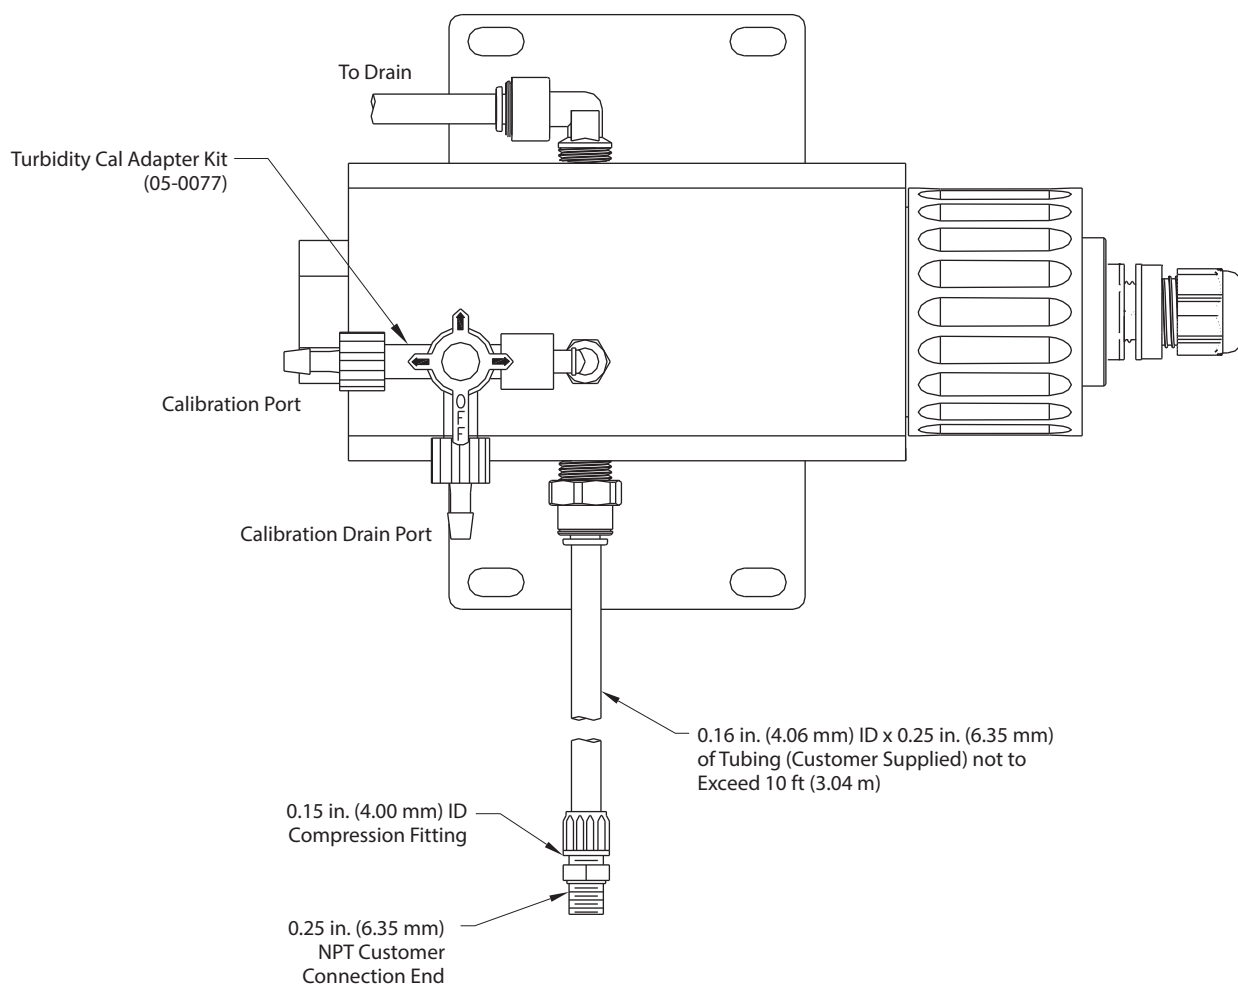 To Drain
Turbidity Cal Adapter Kit
(05-0077)
Calibration Port
OFF
Calibration Drain Port
0.16 in. (4.06 mm) ID x 0.25 in. (6.35 mm)
of Tubing (Customer Supplied) not to
Exceed 10 ft (3.04 m)
0.15 in. (4.00 mm) ID
Compression Fitting
0.25 in. (6.35 mm)
NPT Customer
Connection End